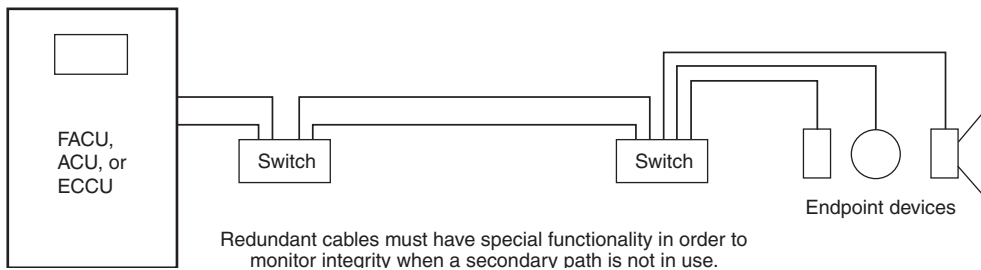 FACU,
ACU, or
ECCU
Switch
Switch
Endpoint devices
Redundant cables must have special functionality in order to
monitor integrity when a secondary path is not in use.